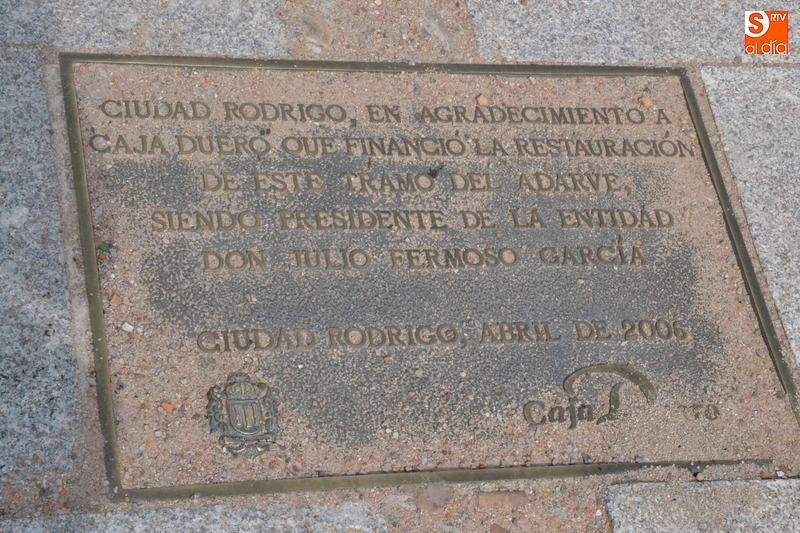 CIUDAD RODRIGO, EN AGRADECIMIENTO A
CAJA DUERO QUE FINANCIÓ LA RESTAURACIÓN
DE ESTE TRAMO DEL ADARVE,
SIENDO PRESIDENTE DE LA ENTIDAD
DON JULIO FERMOSO GARCÍA
CIUDAD RODRIGO, ABRIL DE 2006
Caja
S RTV
al día